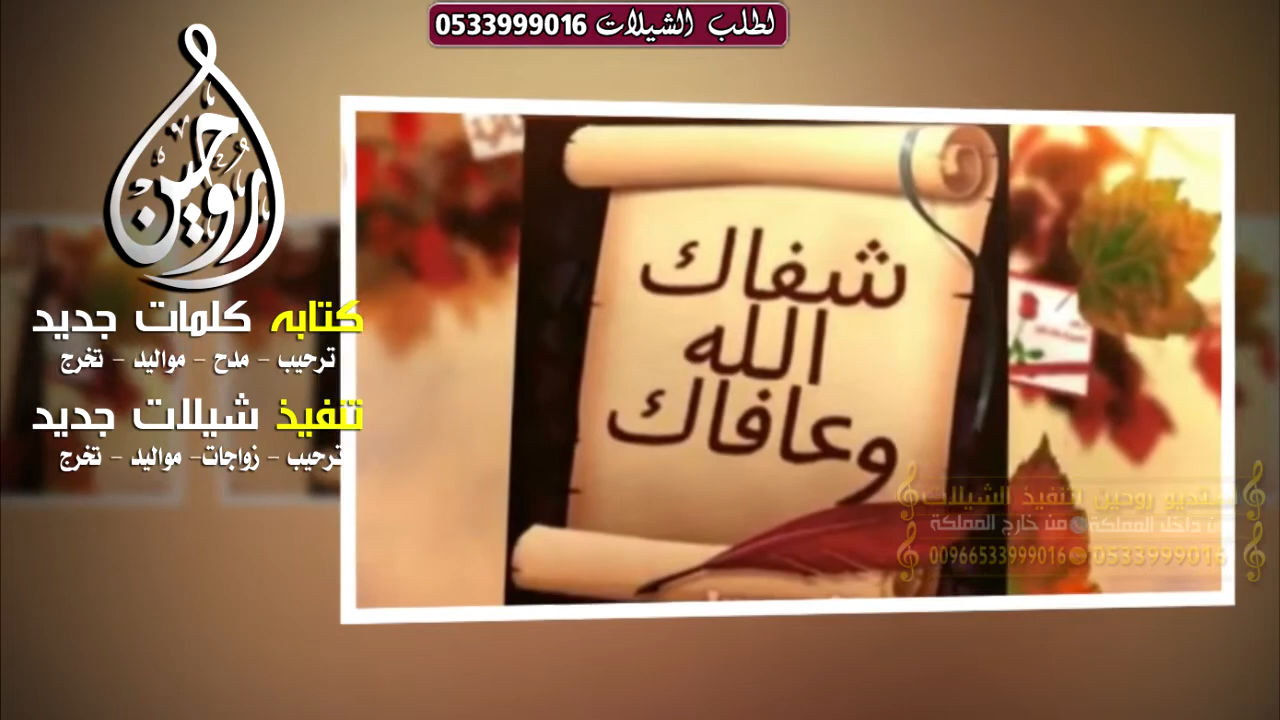 لطلب الشيلات 0533999016
روحين
كتابه كلمات جديد
ترحيب - مدح - مواليد - تخرج
تنفيذ شيلات جديد
ترحيب - زواجات- مواليد - تخرج
شفاك
الله
وعافاك
ستديو روحين لتنفيذ الشيلات
من داخل المملكة من خارج المملكة
0533999016 00966533999016